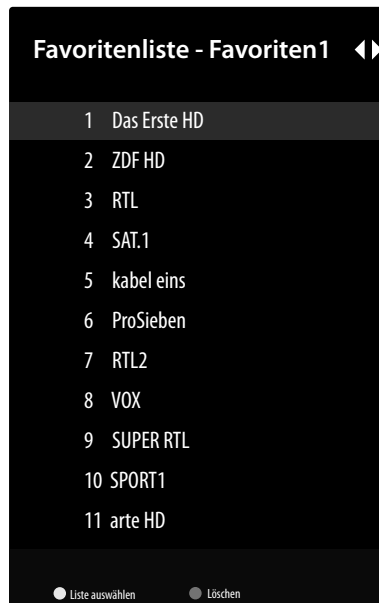 Favoritenliste - Favoriten1
1 Das Erste HD
2 ZDF HD
3 RTL
4 SAT.1
5 kabel eins
6 ProSieben
7 RTL2
8 VOX
9 SUPER RTL
10 SPORT1
11 arte HD
Liste auswählen Löschen